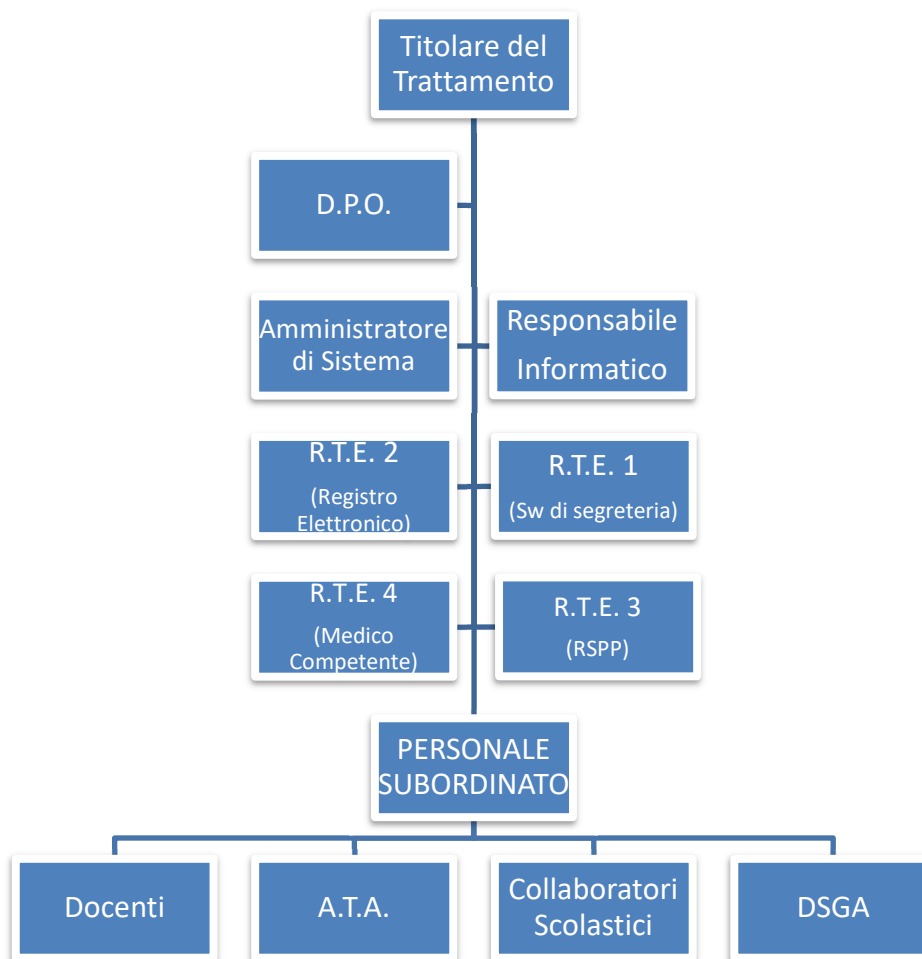 Titolare del
Trattamento
D.P.O.
Amministratore
di Sistema
Responsabile
Informatico
R.T.E. 2
(Registro
Elettronico)
R.T.E. 1
(Sw di segreteria)
R.T.E. 4
(Medico
Competente)
R.T.E. 3
(RSPP)
PERSONALE
SUBORDINATO
Docenti
A.T.A.
Collaboratori
Scolastici
DSGA